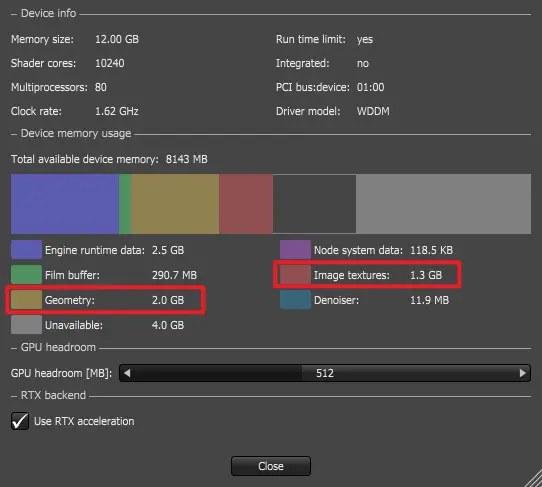 Device info
Memory size: 12.00 GB Run time limit: yes
Shader cores: 10240 Integrated: no
Multiprocessors: 80 PCI bus:device: 01:00
Clock rate: 1.62 GHz Driver model: WDDM
Device memory usage
Total available device memory: 8143 MB
Engine runtime data: 2.5 GB Node system data: 118.5 KB
Film buffer: 290.7 MB Image textures: 1.3 GB
Geometry: 2.0 GB Denoiser: 11.9 MB
Unavailable: 4.0 GB
GPU headroom
GPU headroom [MB]: 512
RTX backend
Use RTX acceleration
Close